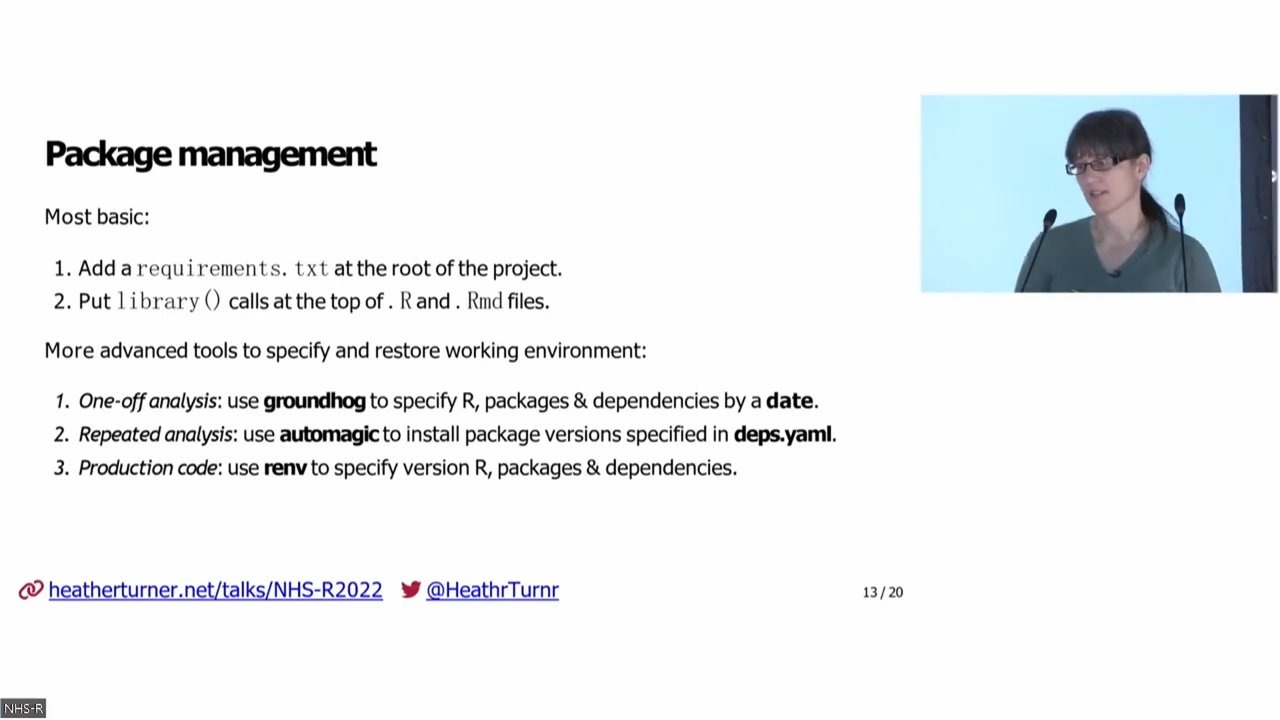 Package management
Most basic:
1. Add a requirements. txt at the root of the project.
2. Put library() calls at the top of . R and . Rmd files.
More advanced tools to specify and restore working environment:
1. One-off analysis: use groundhog to specify R, packages & dependencies by a date.
2. Repeated analysis: use automagic to install package versions specified in deps.yaml.
3. Production code: use renv to specify version R, packages & dependencies.
heatherturner.net/talks/NHS-R2022 @HeathrTurnr
13 / 20
NHS-R